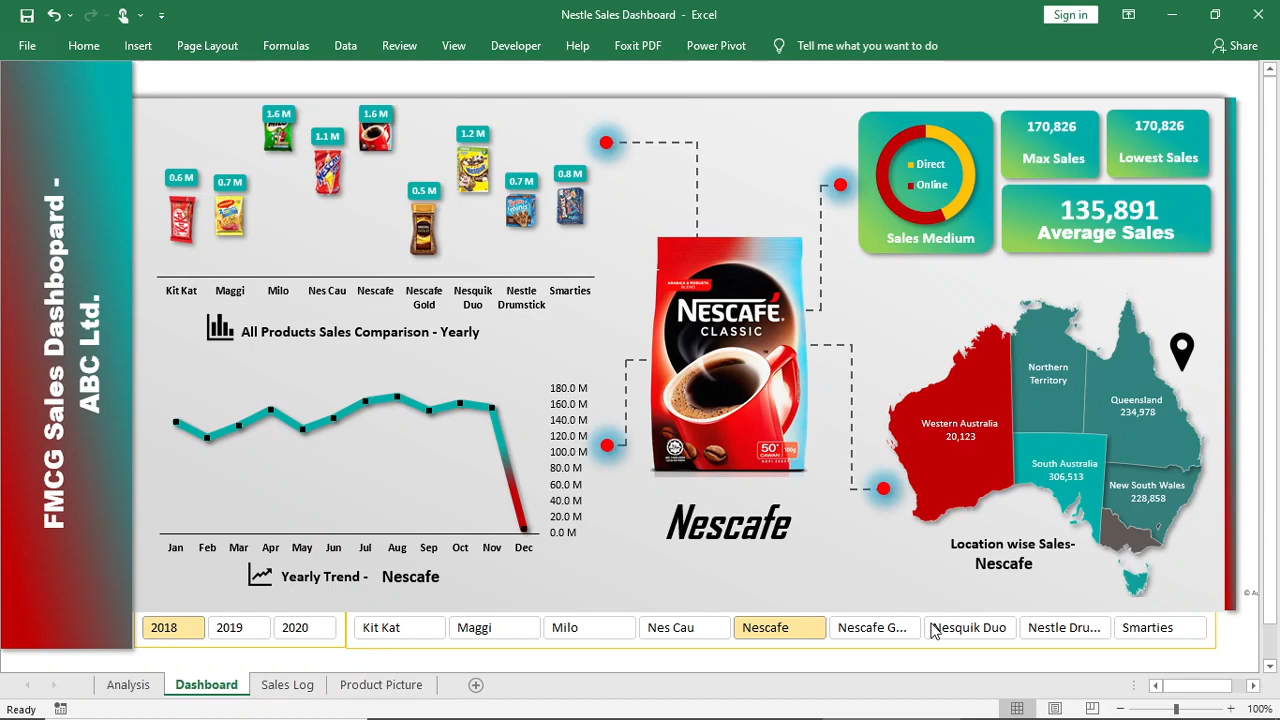 Nestle Sales Dashboard - Excel
Sign in
File Home Insert Page Layout Formulas Data Review View Developer Help Foxit PDF Power Pivot Tell me what you want to do Share
FMCG Sales Dashbopard -
ABC Ltd.
1.6 M 1.6 M
1.1 M 1.2 M
0.6 M 0.7 M 0.5 M 0.7 M 0.8 M
Kit Kat Maggi Milo Nes Cau Nescafe Nescafe Gold Nesquik Duo Nestle Drumstick Smarties
All Products Sales Comparison - Yearly
180.0 M
160.0 M
140.0 M
120.0 M
100.0 M
80.0 M
60.0 M
40.0 M
20.0 M
0.0 M
Jan Feb Mar Apr May Jun Jul Aug Sep Oct Nov Dec
Yearly Trend - Nescafe
ARABICA & ROBUSTA
BLEND
NESCAFÉ.
CLASSIC
50
CAWAN
100g
Nescafe
Direct
Online
Sales Medium
170,826
Max Sales
170,826
Lowest Sales
135,891
Average Sales
Northern
Territory
Queensland
234,978
Western Australia
20,123
South Australia
306,513
New South Wales
228,858
Location wise Sales-
Nescafe
© Au
2018 2019 2020 Kit Kat Maggi Milo Nes Cau Nescafe Nescafe G... Nesquik Duo Nestle Dru... Smarties
Analysis Dashboard Sales Log Product Picture
Ready
100%